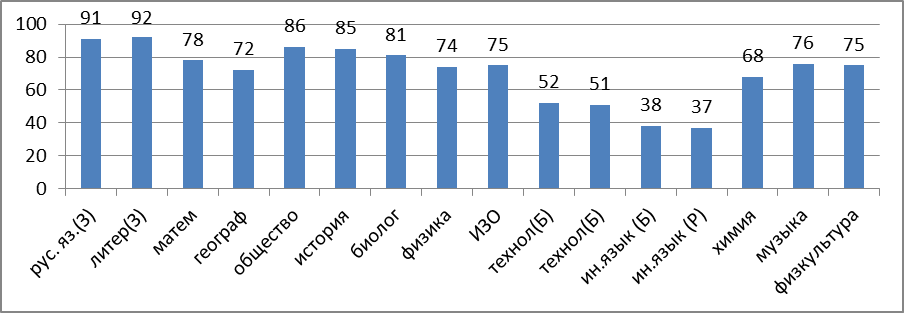 100
80
60
40
20
0
91
92
78
72
86
85
81
74
75
52
51
38
37
68
76
75
рус. яз.(З)
литер(З)
матем
географ
общество
история
биолог
физика
ИЗО
технол(Б)
технол(Б)
ин.язык (Б)
ин.язык (Р)
химия
музыка
физкультура